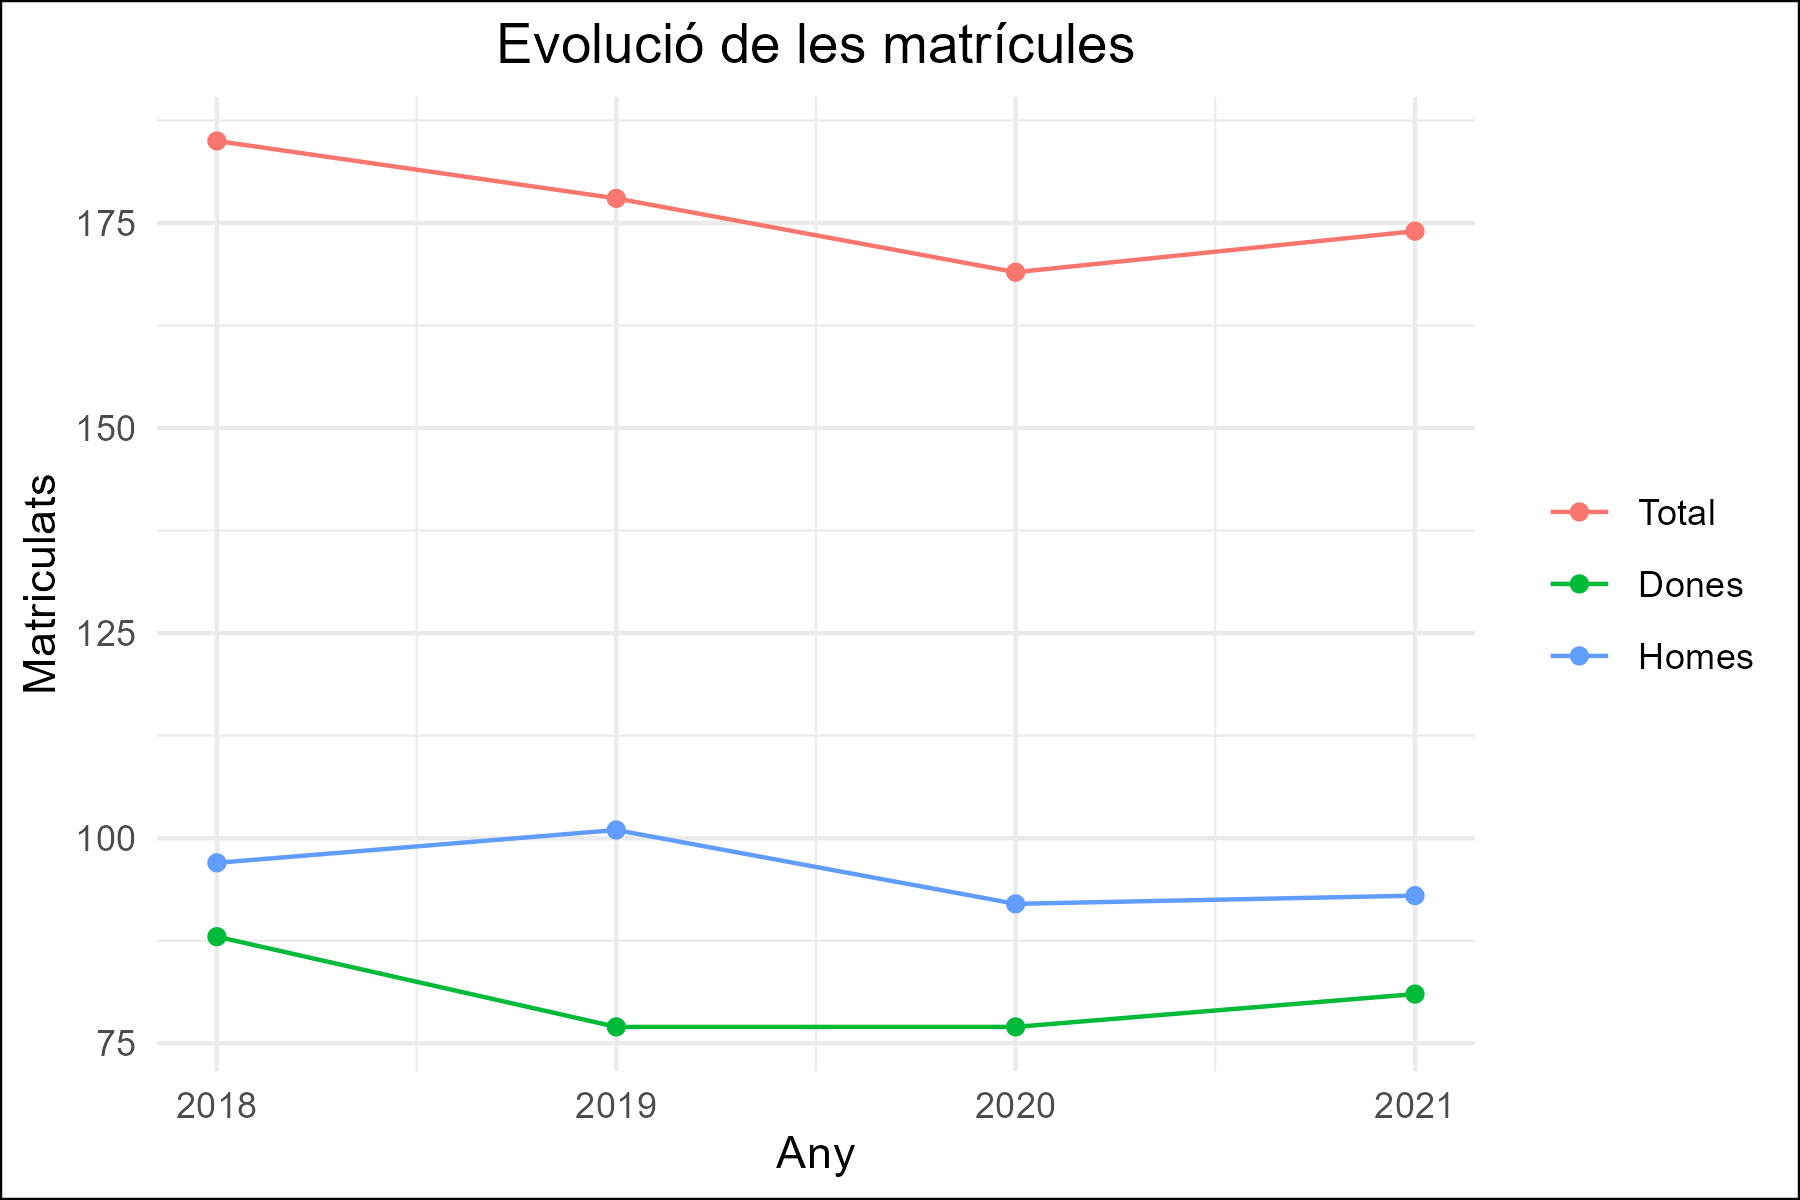 Evolució de les matrícules
Matriculats
175
150
125
100
75
2018
2019
2020
2021
Any
Total
Dones
Homes